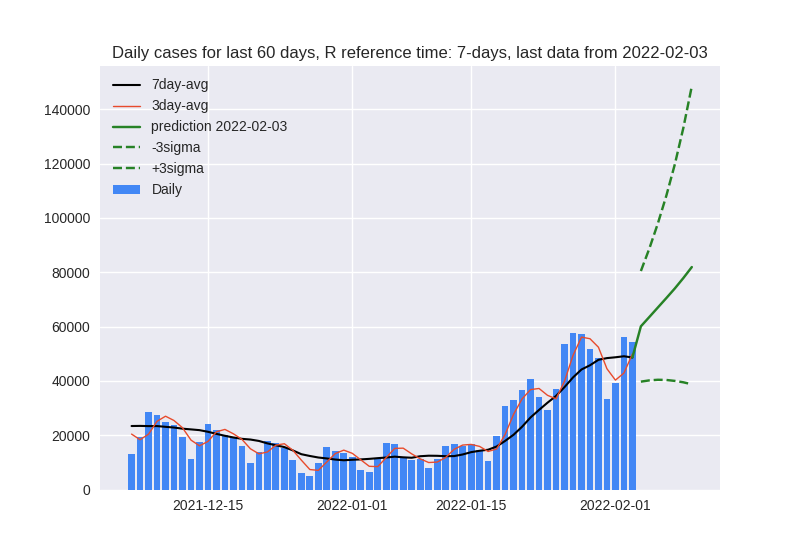 Daily cases for last 60 days, R reference time: 7-days, last data from 2022-02-03
7day-avg
3day-avg
prediction 2022-02-03
-3sigma
+3sigma
Daily
140000
120000
100000
80000
60000
40000
20000
0
2021-12-15
2022-01-01
2022-01-15
2022-02-01